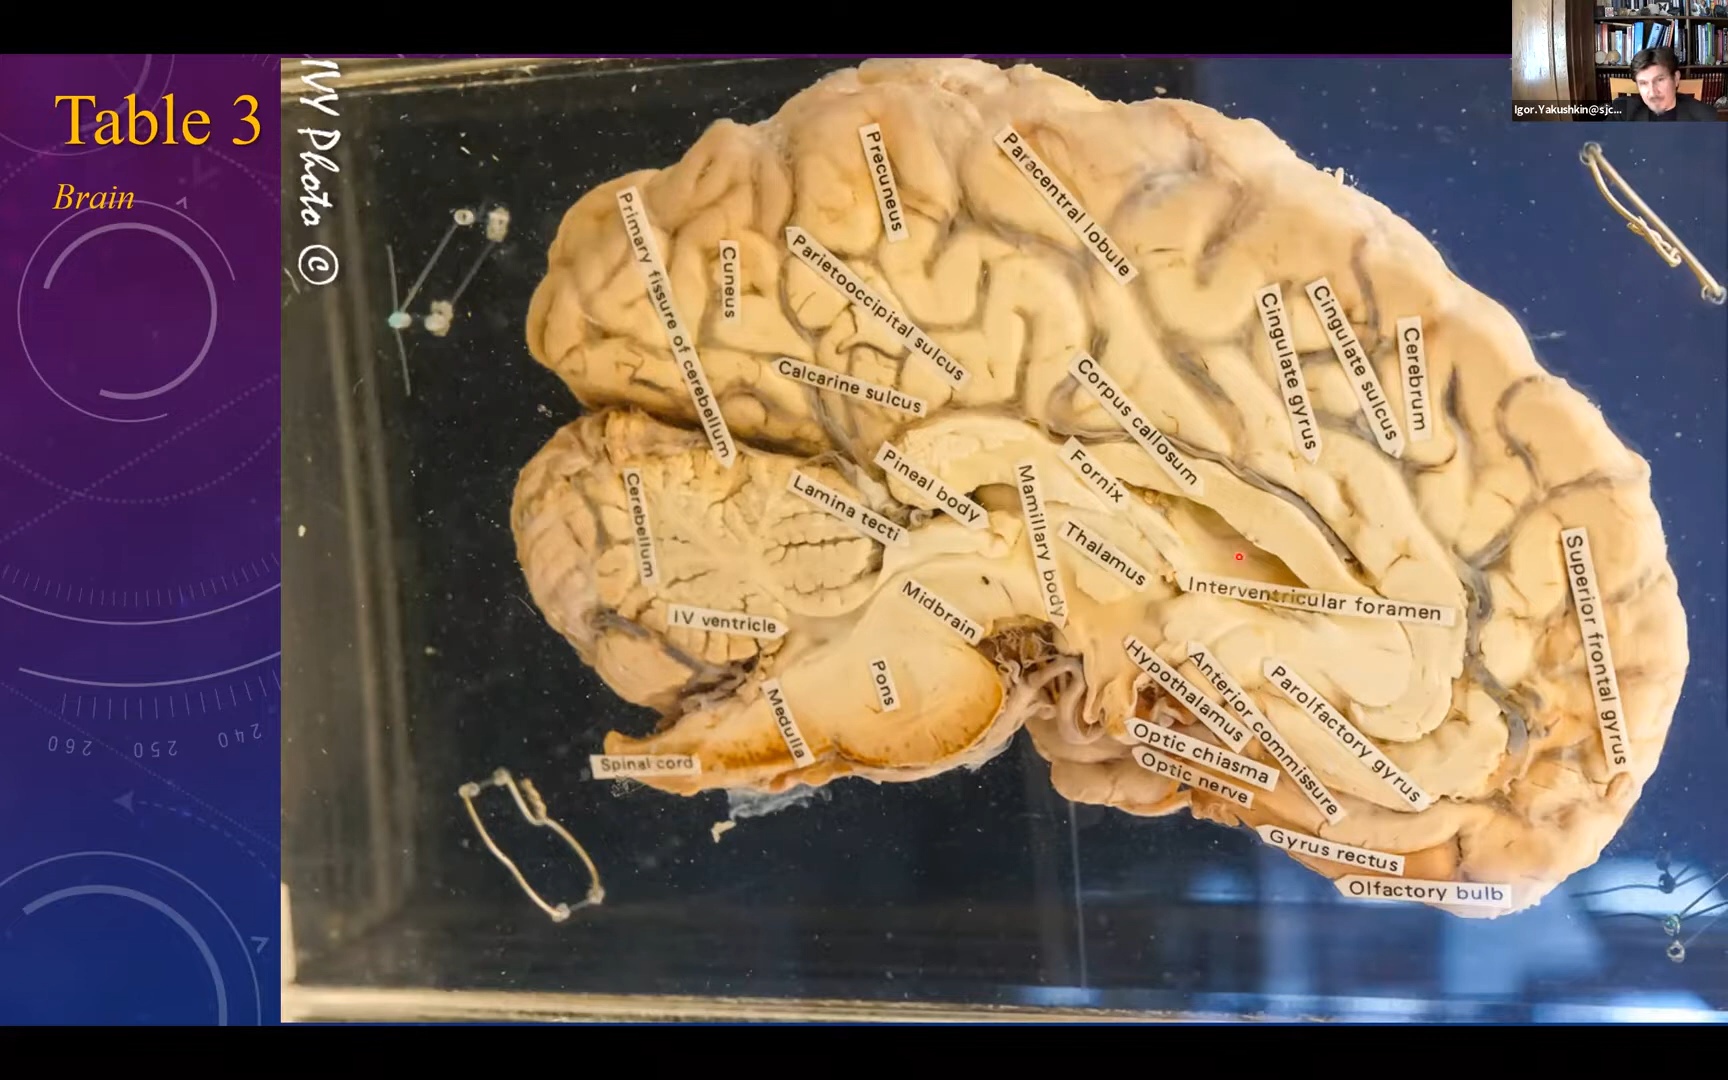 Table 3
Brain
IVY Photo ©
Igor.Yakushkin@sjc...
Precuneus
Paracentral lobule
Primary fissure of cerebellum
Cuneus
Parietooccipital sulcus
Calcarine sulcus
Cingulate gyrus
Cingulate sulcus
Cerebrum
Corpus callosum
Fornix
Pineal body
Lamina tecti
Mamillary body
Thalamus
Cerebellum
Interventricular foramen
Superior frontal gyrus
IV ventricle
Midbrain
Pons
Medulla
Spinal cord
Hypothalamus
Anterior commissure
Parolfactory gyrus
Optic chiasma
Optic nerve
Gyrus rectus
Olfactory bulb
260
250
240